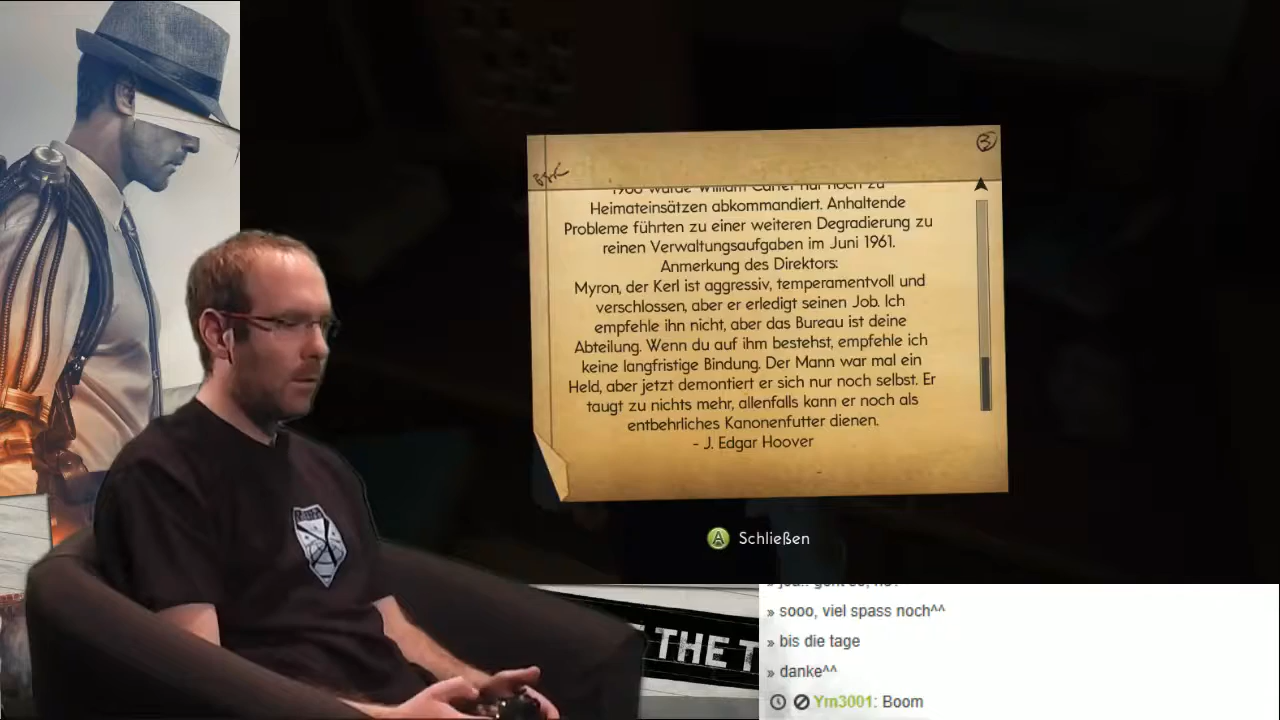 3
Heimateinsätzen abkommandiert. Anhaltende
Probleme führten zu einer weiteren Degradierung zu
reinen Verwaltungsaufgaben im Juni 1961.
Anmerkung des Direktors:
Myron, der Kerl ist aggressiv, temperamentvoll und
verschlossen, aber er erledigt seinen Job. Ich
empfehle ihn nicht, aber das Bureau ist deine
Abteilung. Wenn du auf ihm bestehst, empfehle ich
keine langfristige Bindung. Der Mann war mal ein
Held, aber jetzt demontiert er sich nur noch selbst. Er
taugt zu nichts mehr, allenfalls kann er noch als
entbehrliches Kanonenfutter dienen.
- J. Edgar Hoover
A Schließen
THE T
» sooo, viel spass noch^^
» bis die tage
» danke^^
Yrn3001: Boom